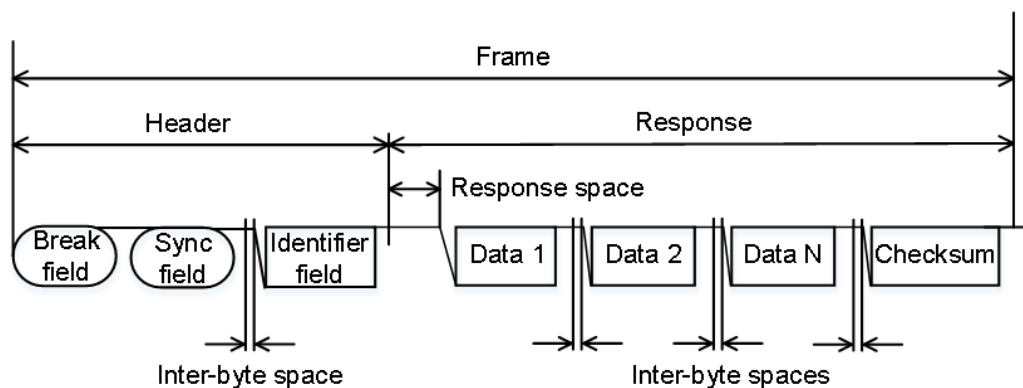 Frame
Header
Response
Response space
Break
field
Sync
field
Identifier
field
Data 1
Data 2
Data N
Checksum
Inter-byte space
Inter-byte spaces